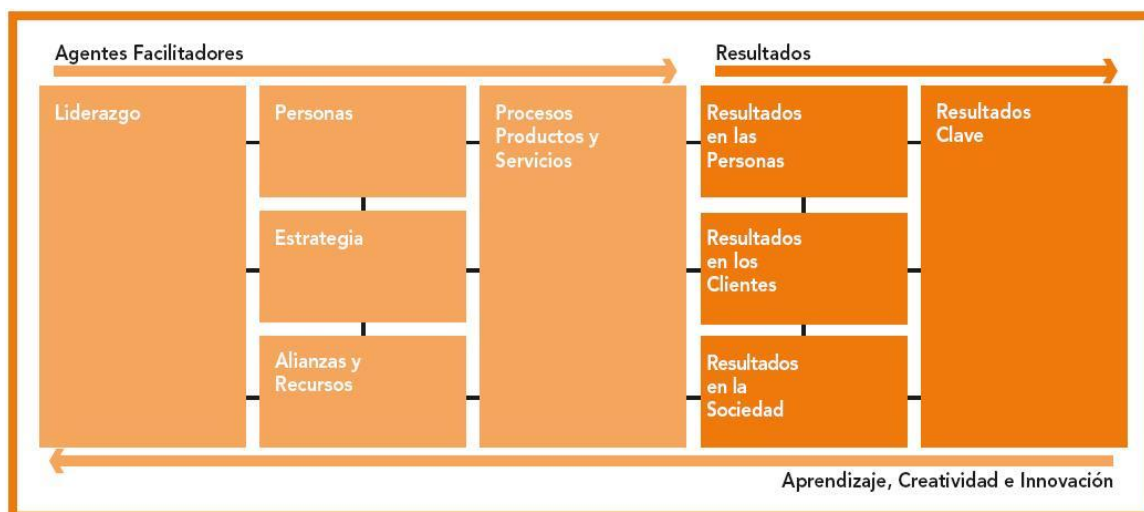 Agentes Facilitadores
Resultados
Liderazgo
Personas
Procesos
Productos y
Servicios
Resultados
en las
Personas
Resultados
Clave
Estrategia
Resultados
en los
Clientes
Alianzas y
Recursos
Resultados
en la
Sociedad
Aprendizaje, Creatividad e Innovación